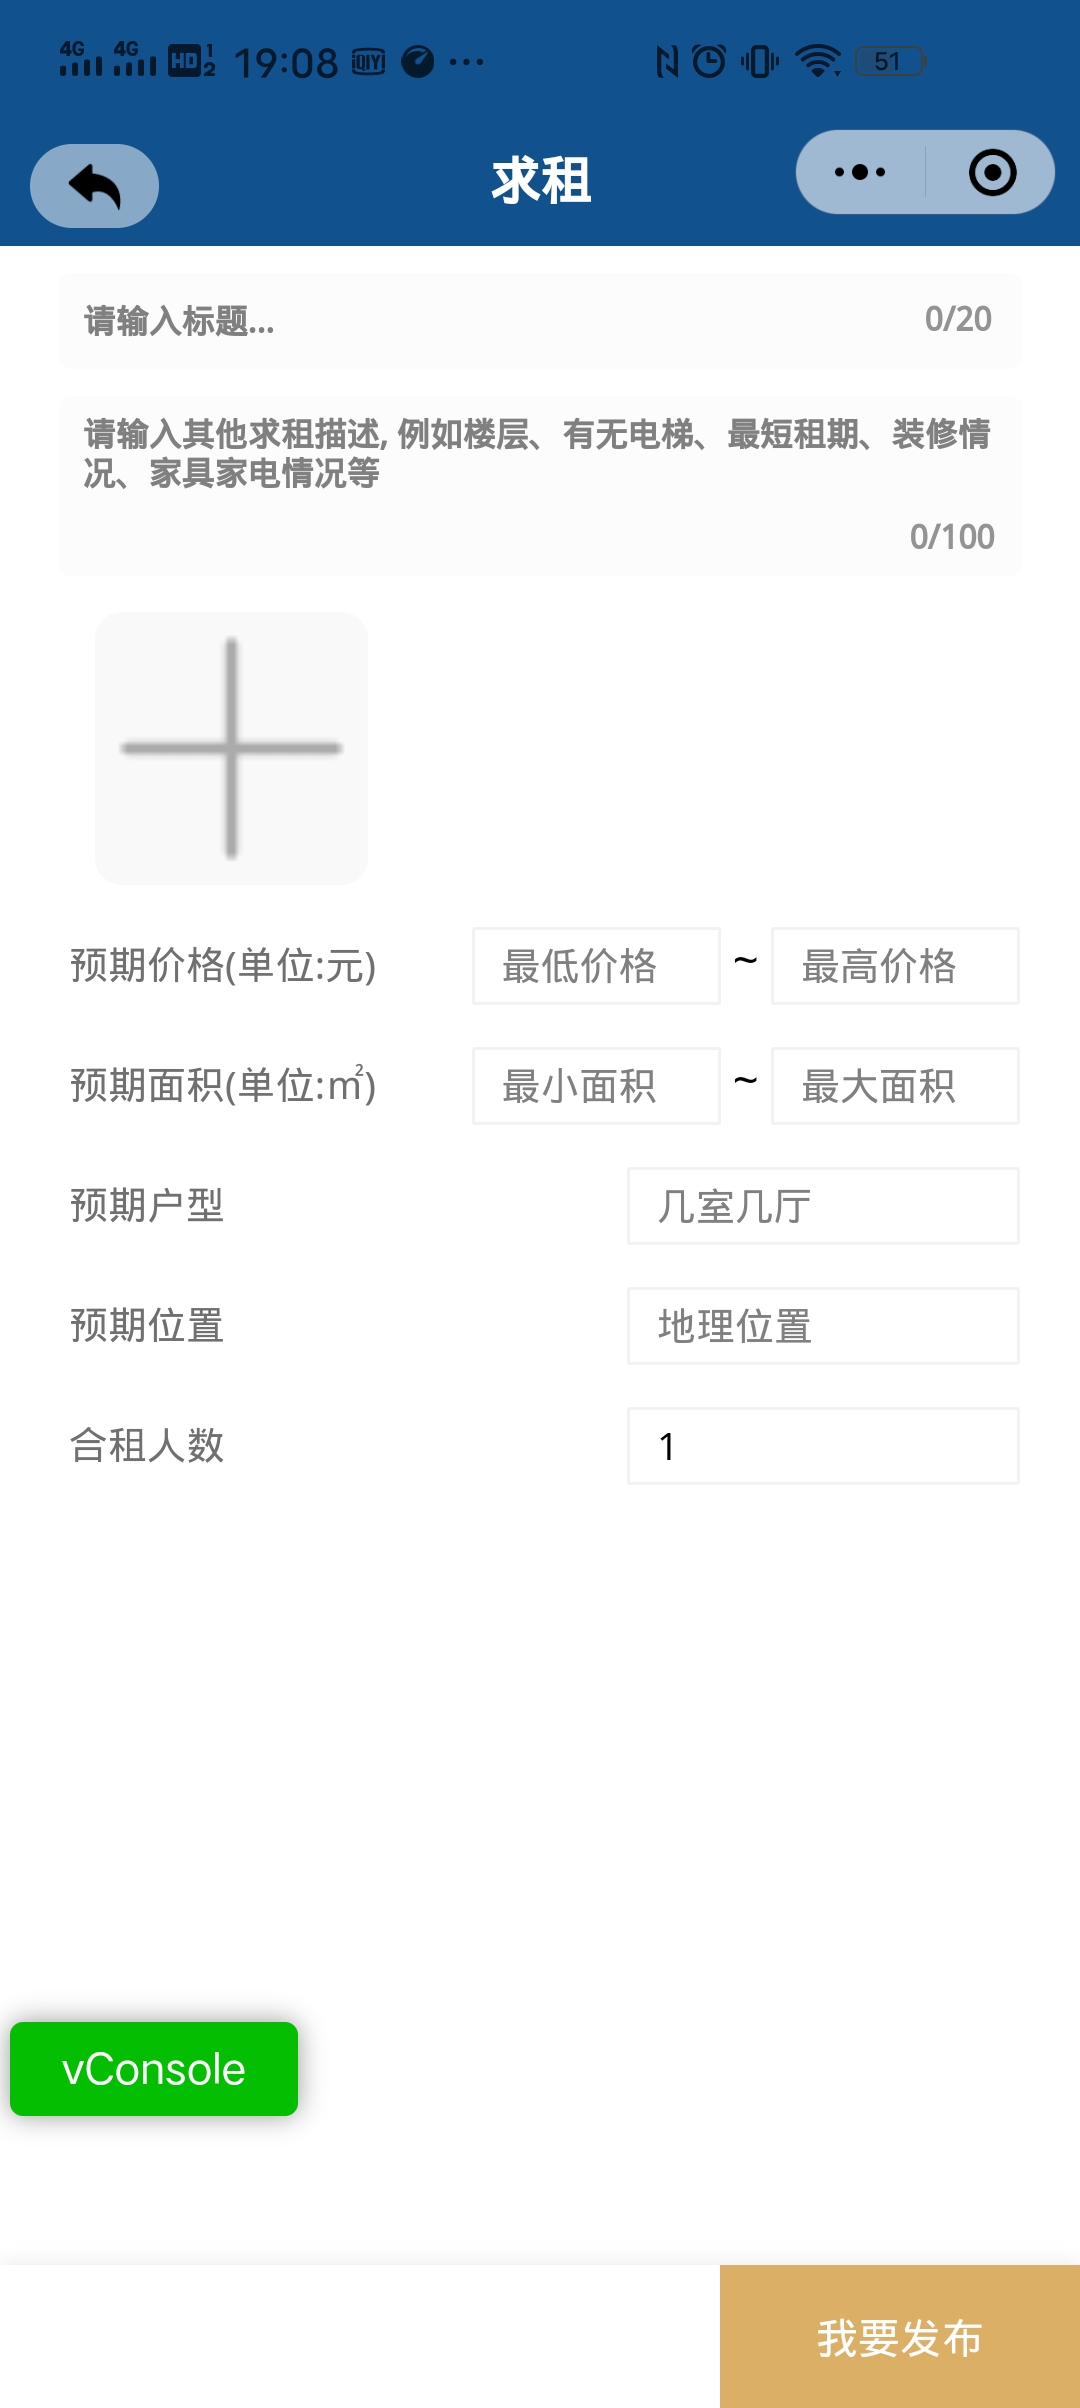 4G 4G HD 1 2 19:08 QIYI ... 51
求租
请输入标题... 0/20
请输入其他求租描述, 例如楼层、有无电梯、最短租期、装修情
况、家具家电情况等
0/100
预期价格(单位:元) 最低价格 ~ 最高价格
预期面积(单位:㎡) 最小面积 ~ 最大面积
预期户型 几室几厅
预期位置 地理位置
合租人数 1
vConsole
我要发布